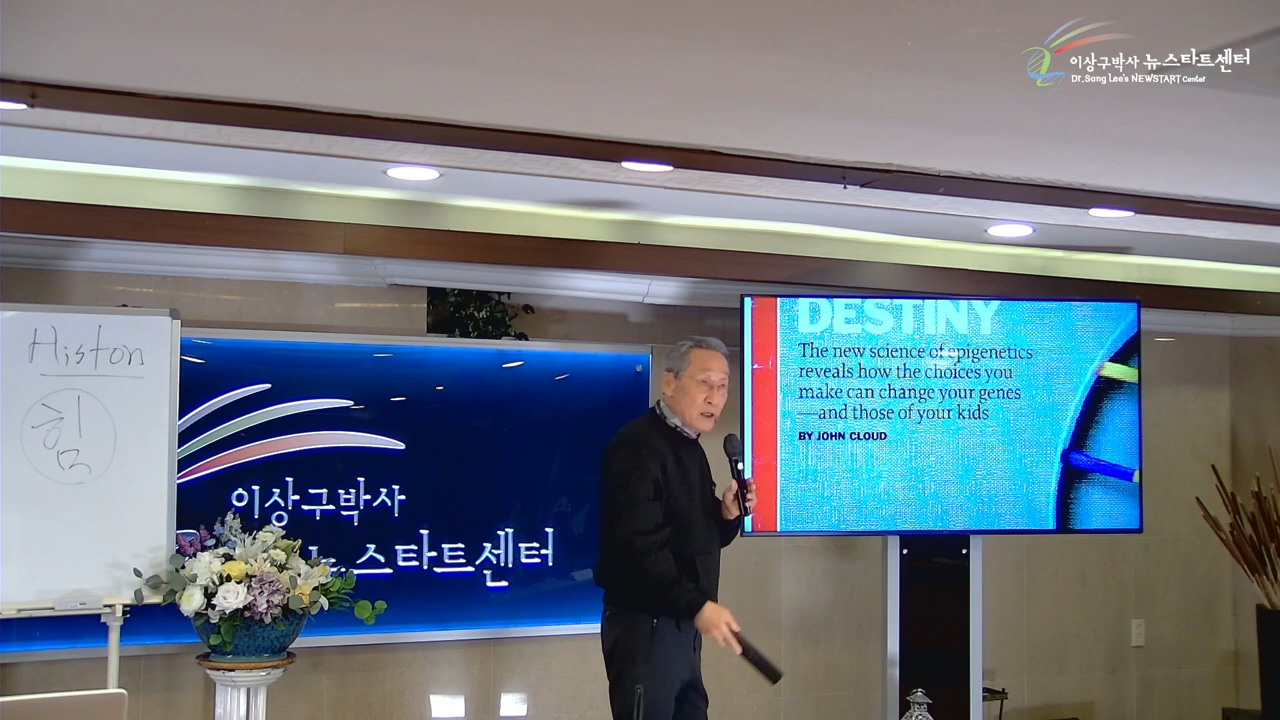 이상구박사 뉴스타트센터
Dr. Sang Lee's NEWSTART Center
Histon
힘
이상구박사
뉴스타트센터
DESTINY
The new science of epigenetics
reveals how the choices you
make can change your genes
—and those of your kids
BY JOHN CLOUD